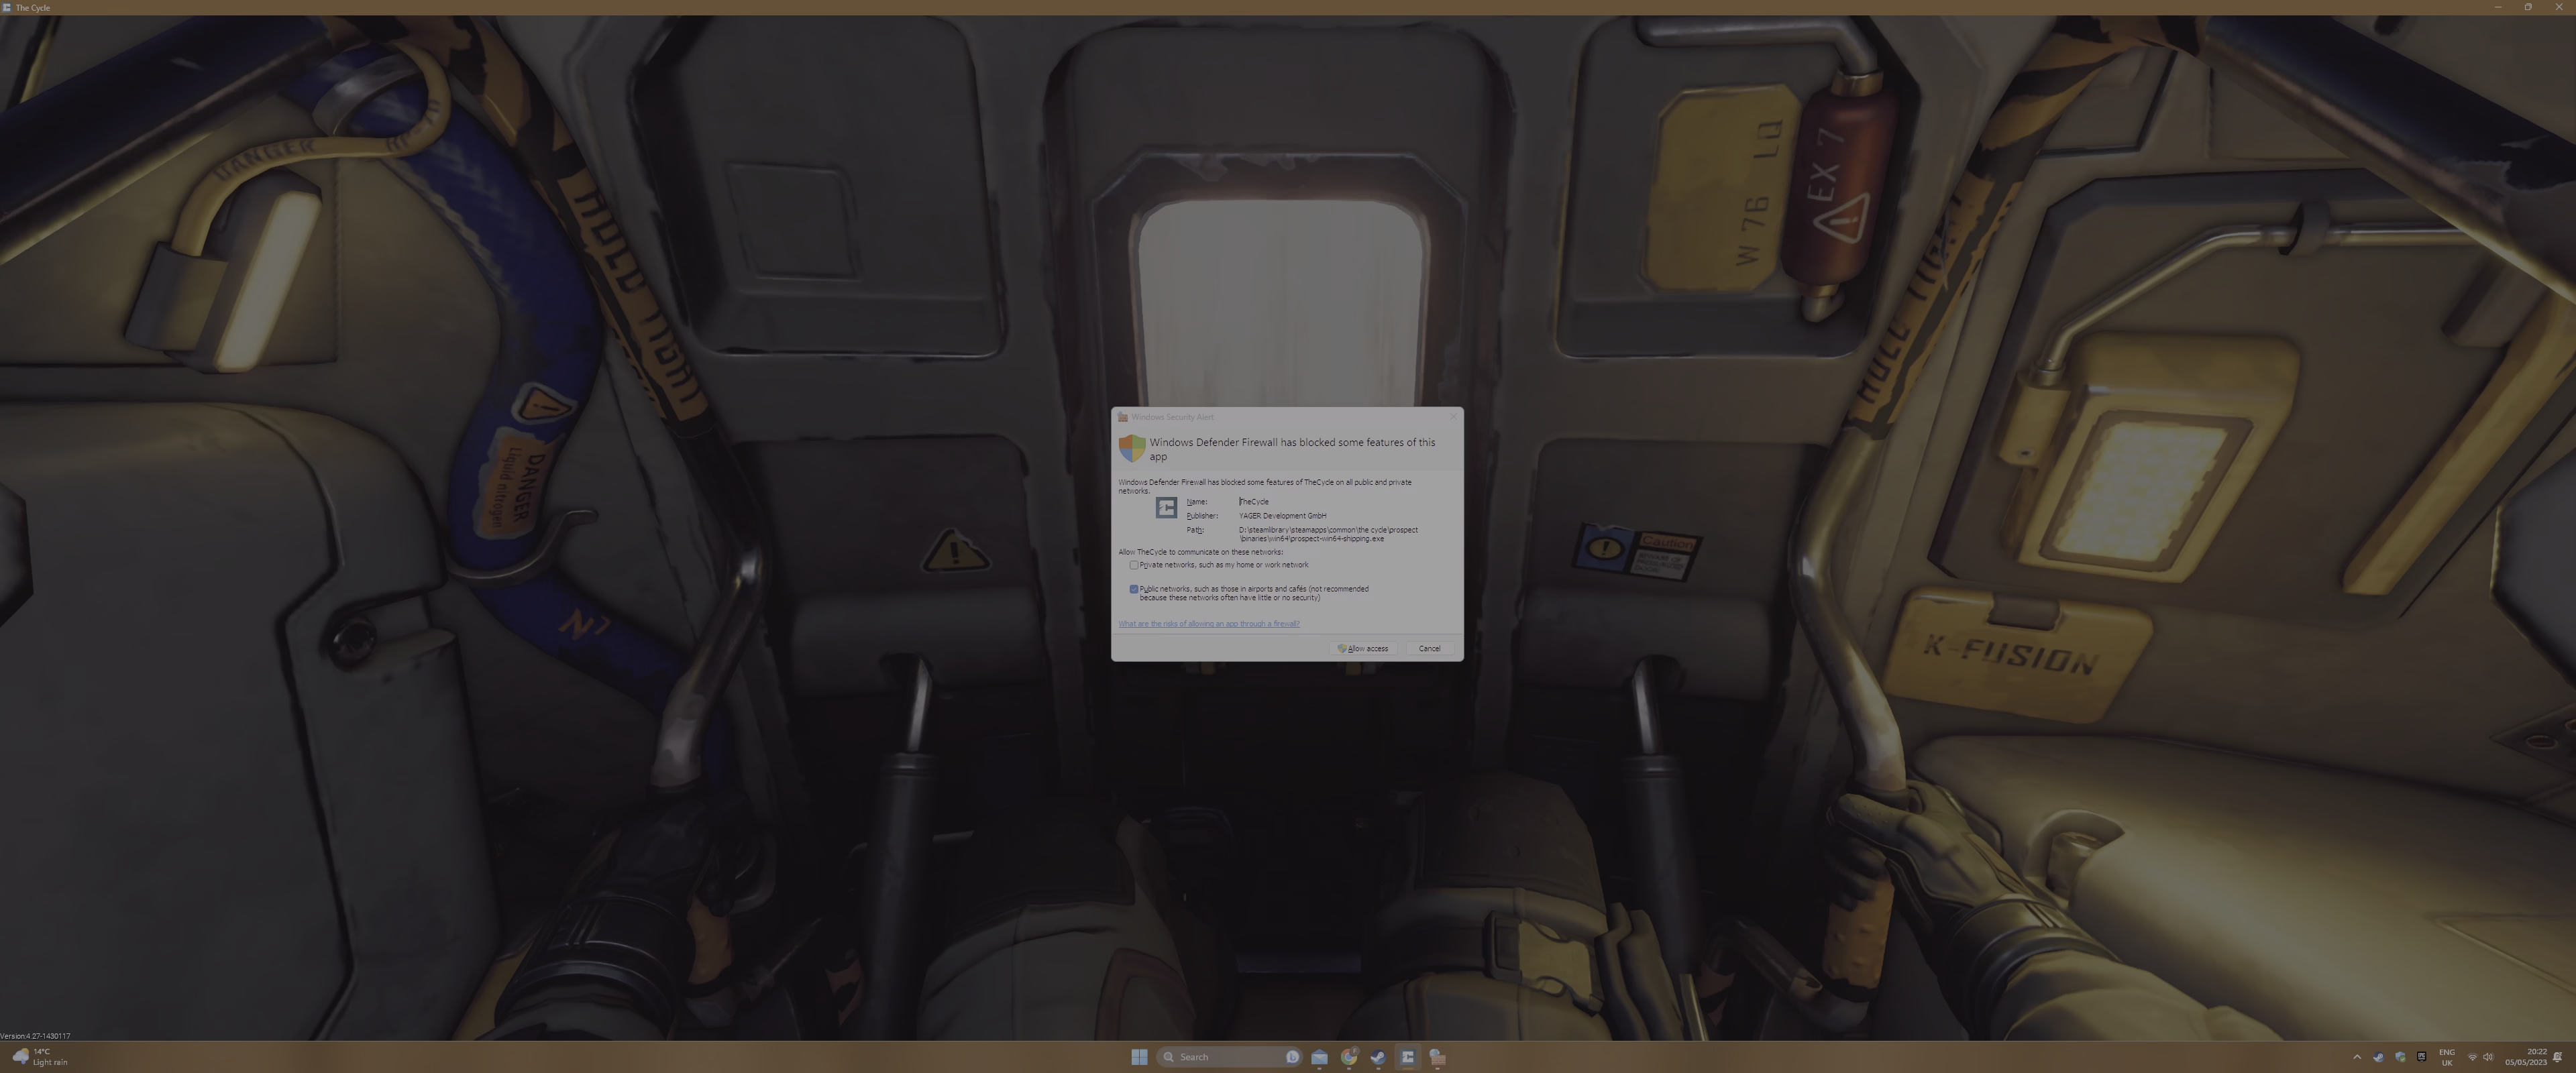 The Cycle
DANGER
HOLD TIGHT
W 76 LQ
EX 7
DANGER
Liquid nitrogen
Windows Security Alert
Windows Defender Firewall has blocked some features of this
app
Windows Defender Firewall has blocked some features of TheCycle on all public and private
networks.
Name: TheCycle
Publisher: YAGER Development GmbH
Path: D:\steamlibrary\steamapps\common\the cycle\prospect
\binaries\win64\prospect-win64-shipping.exe
Allow TheCycle to communicate on these networks:
Private networks, such as my home or work network
Public networks, such as those in airports and cafés (not recommended
because these networks often have little or no security)
What are the risks of allowing an app through a firewall?
Allow access Cancel
Caution
K-FUSION
Version:4.27-1430117
14°C
Light rain
Search
ENG
UK
20:22
05/05/2023